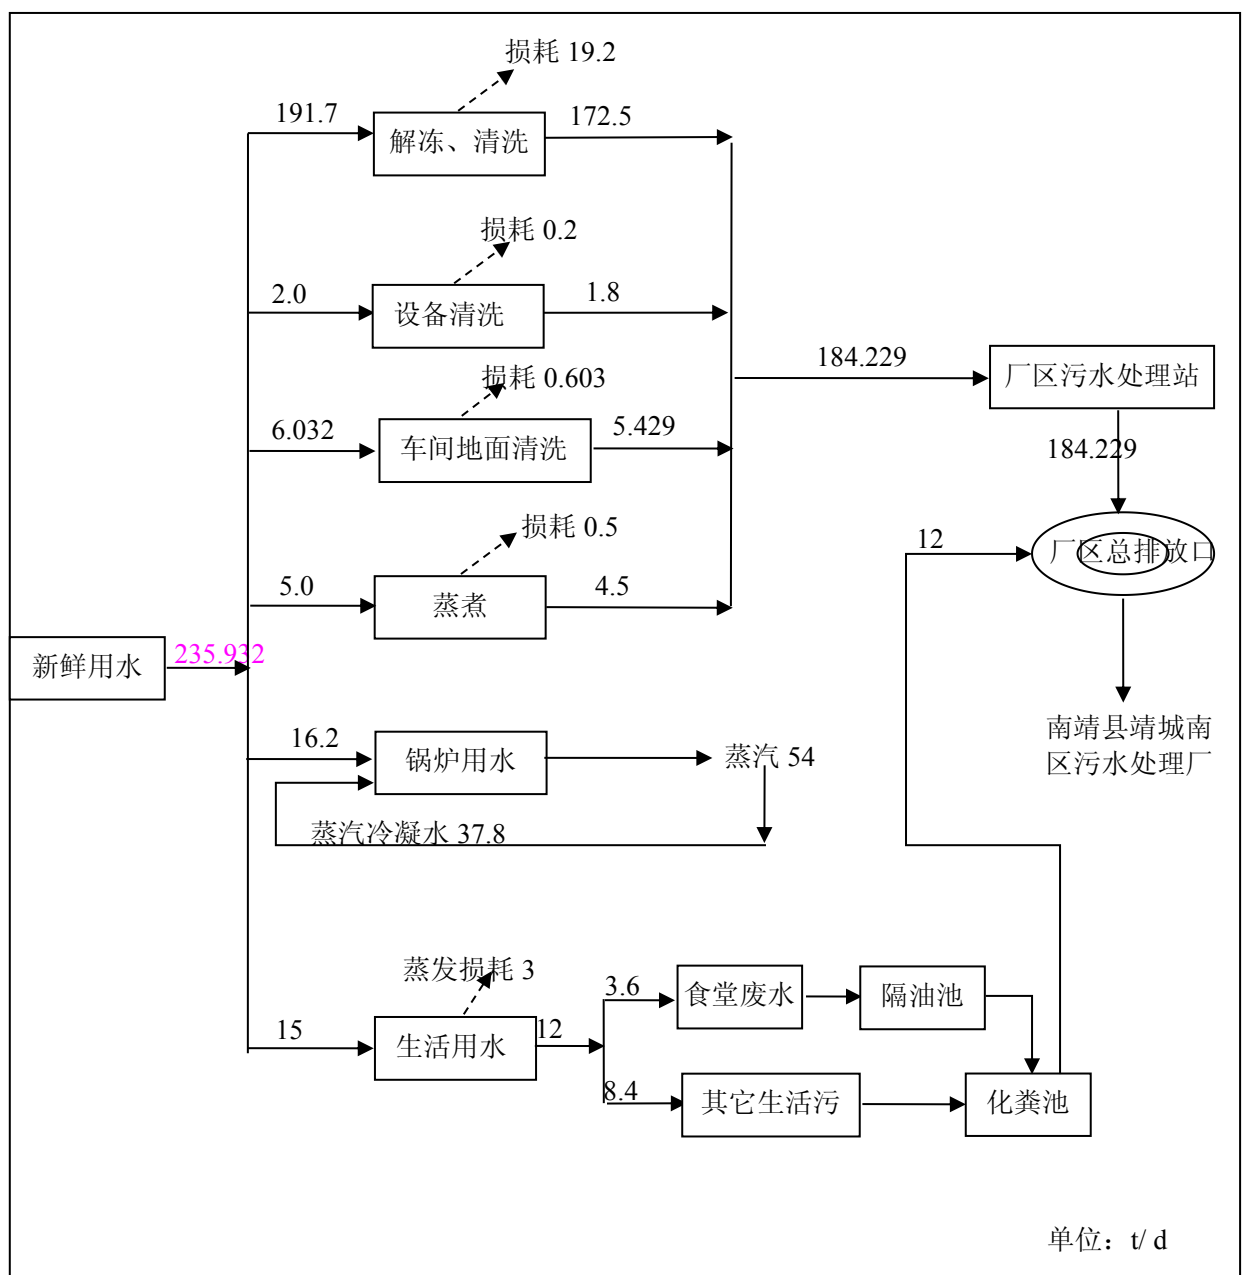 损耗 19.2
191.7
解冻、清洗
172.5
损耗 0.2
2.0
设备清洗
1.8
184.229
厂区污水处理站
损耗 0.603
6.032
车间地面清洗
5.429
184.229
损耗 0.5
12
厂区总排放口
5.0
蒸煮
4.5
新鲜用水
235.932
南靖县靖城南
区污水处理厂
16.2
锅炉用水
蒸汽 54
蒸汽冷凝水 37.8
蒸发损耗 3
3.6
食堂废水
隔油池
15
生活用水
12
8.4
其它生活污
化粪池
单位：t/ d